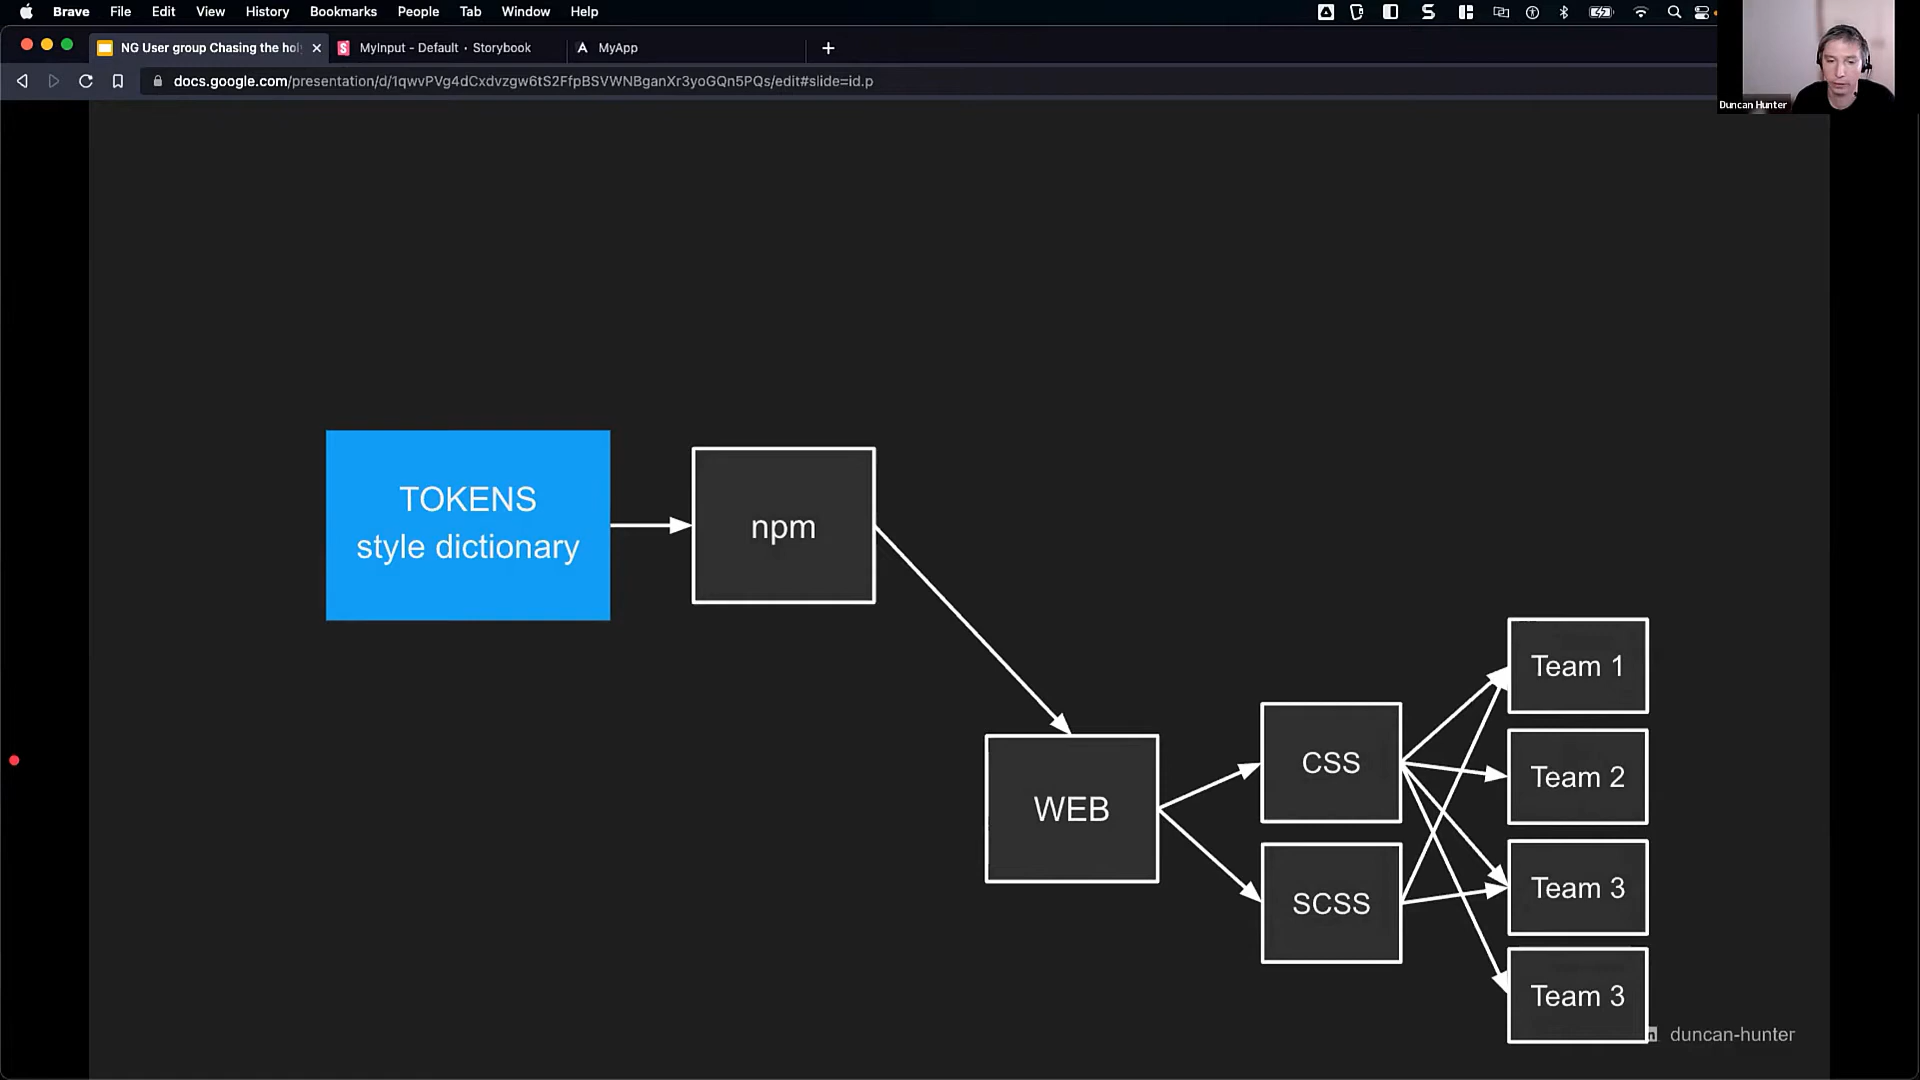 Brave File Edit View History Bookmarks People Tab Window Help
NG User group Chasing the hol
MyInput - Default · Storybook
MyApp
docs.google.com/presentation/d/1qwvPVg4dCxdvzgw6tS2FfpBSVWNBganXr3yoGQn5PQs/edit#slide=id.p
Duncan Hunter
TOKENS
style dictionary
npm
WEB
CSS
SCSS
Team 1
Team 2
Team 3
Team 3
duncan-hunter